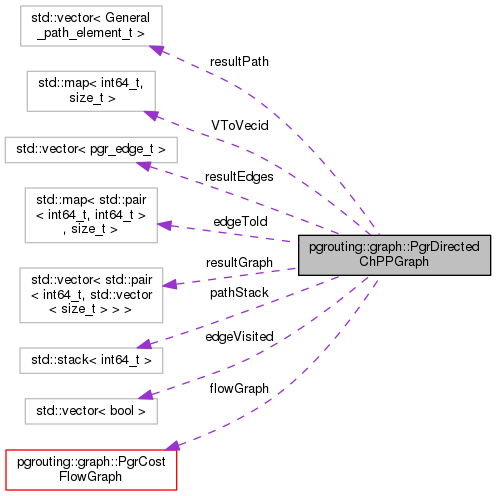 std::vector< General
_path_element_t >
resultPath
std::map< int64_t,
size_t >
VToVecid
std::vector< pgr_edge_t >
resultEdges
std::map< std::pair
< int64_t, int64_t >
, size_t >
edgeToId
pgrouting::graph::PgrDirected
ChPPGraph
resultGraph
std::vector< std::pair
< int64_t, std::vector
< size_t > > >
pathStack
std::stack< int64_t >
edgeVisited
std::vector< bool >
flowGraph
pgrouting::graph::PgrCost
FlowGraph